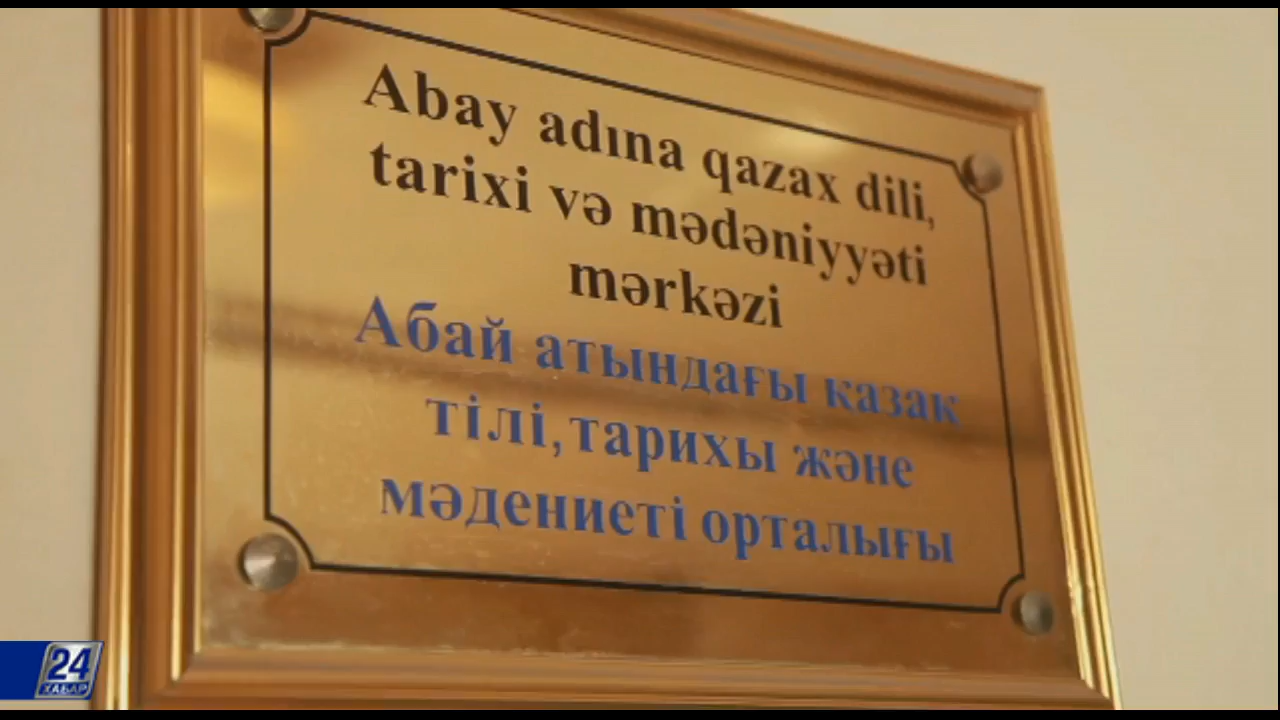 Abay adına qazax dili,
tarixi və mədəniyyəti
mərkəzi
Абай атындағы казак
тілі,тарихы және
мәдениеті орталығы
24
ХАБАР